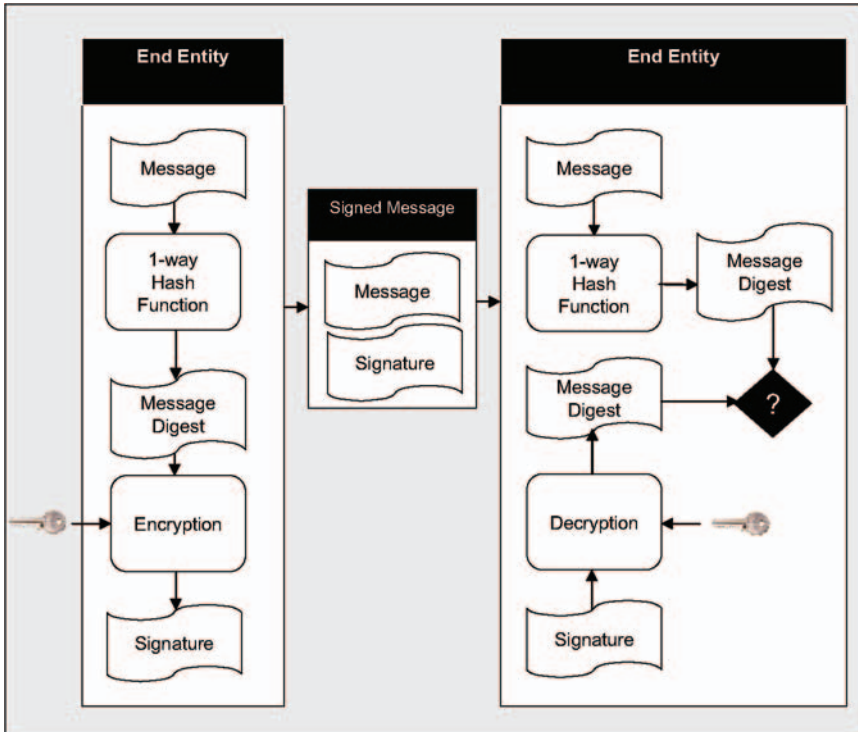 End Entity
Message
1-way
Hash
Function
Message
Digest
Encryption
Signature
Signed Message
Message
Signature
End Entity
Message
1-way
Hash
Function
Message
Digest
Message
Digest
?
Decryption
Signature